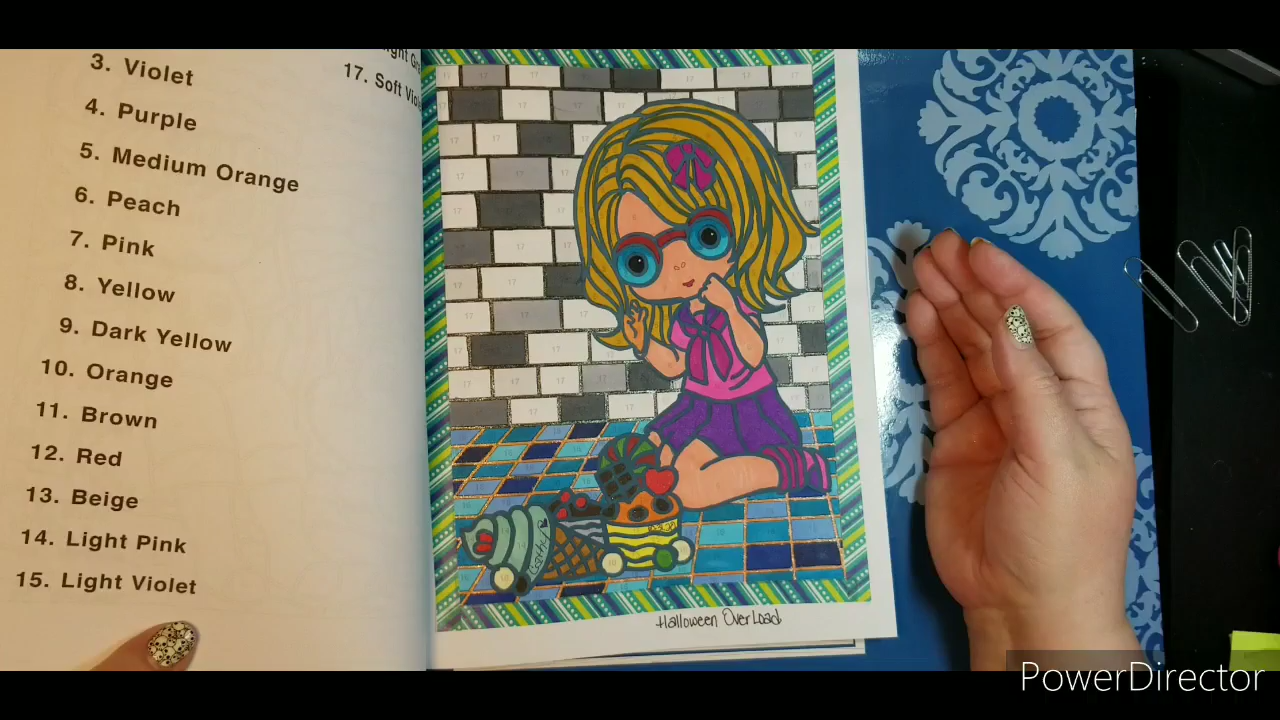 3. Violet
4. Purple
5. Medium Orange
6. Peach
7. Pink
8. Yellow
9. Dark Yellow
10. Orange
11. Brown
12. Red
13. Beige
14. Light Pink
15. Light Violet
17. Soft
Halloween OverLoad
PowerDirector